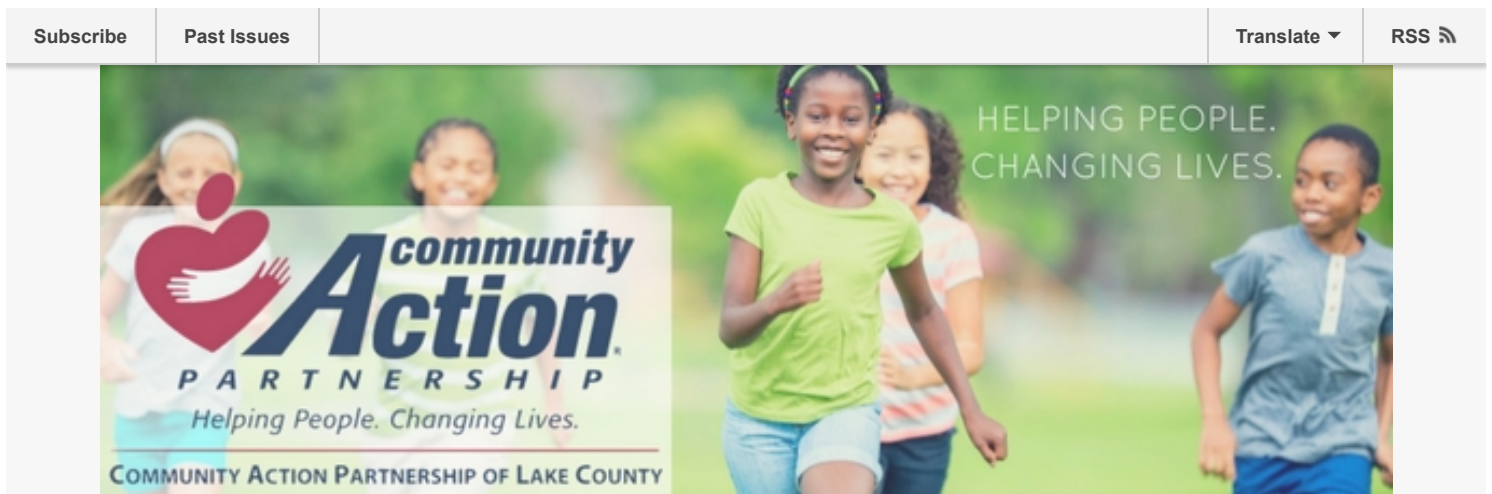 Subscribe
Past Issues
Translate
RSS
HELPING PEOPLE.
CHANGING LIVES.
community
Action
PARTNERSHIP
Helping People. Changing Lives.
COMMUNITY ACTION PARTNERSHIP OF LAKE COUNTY